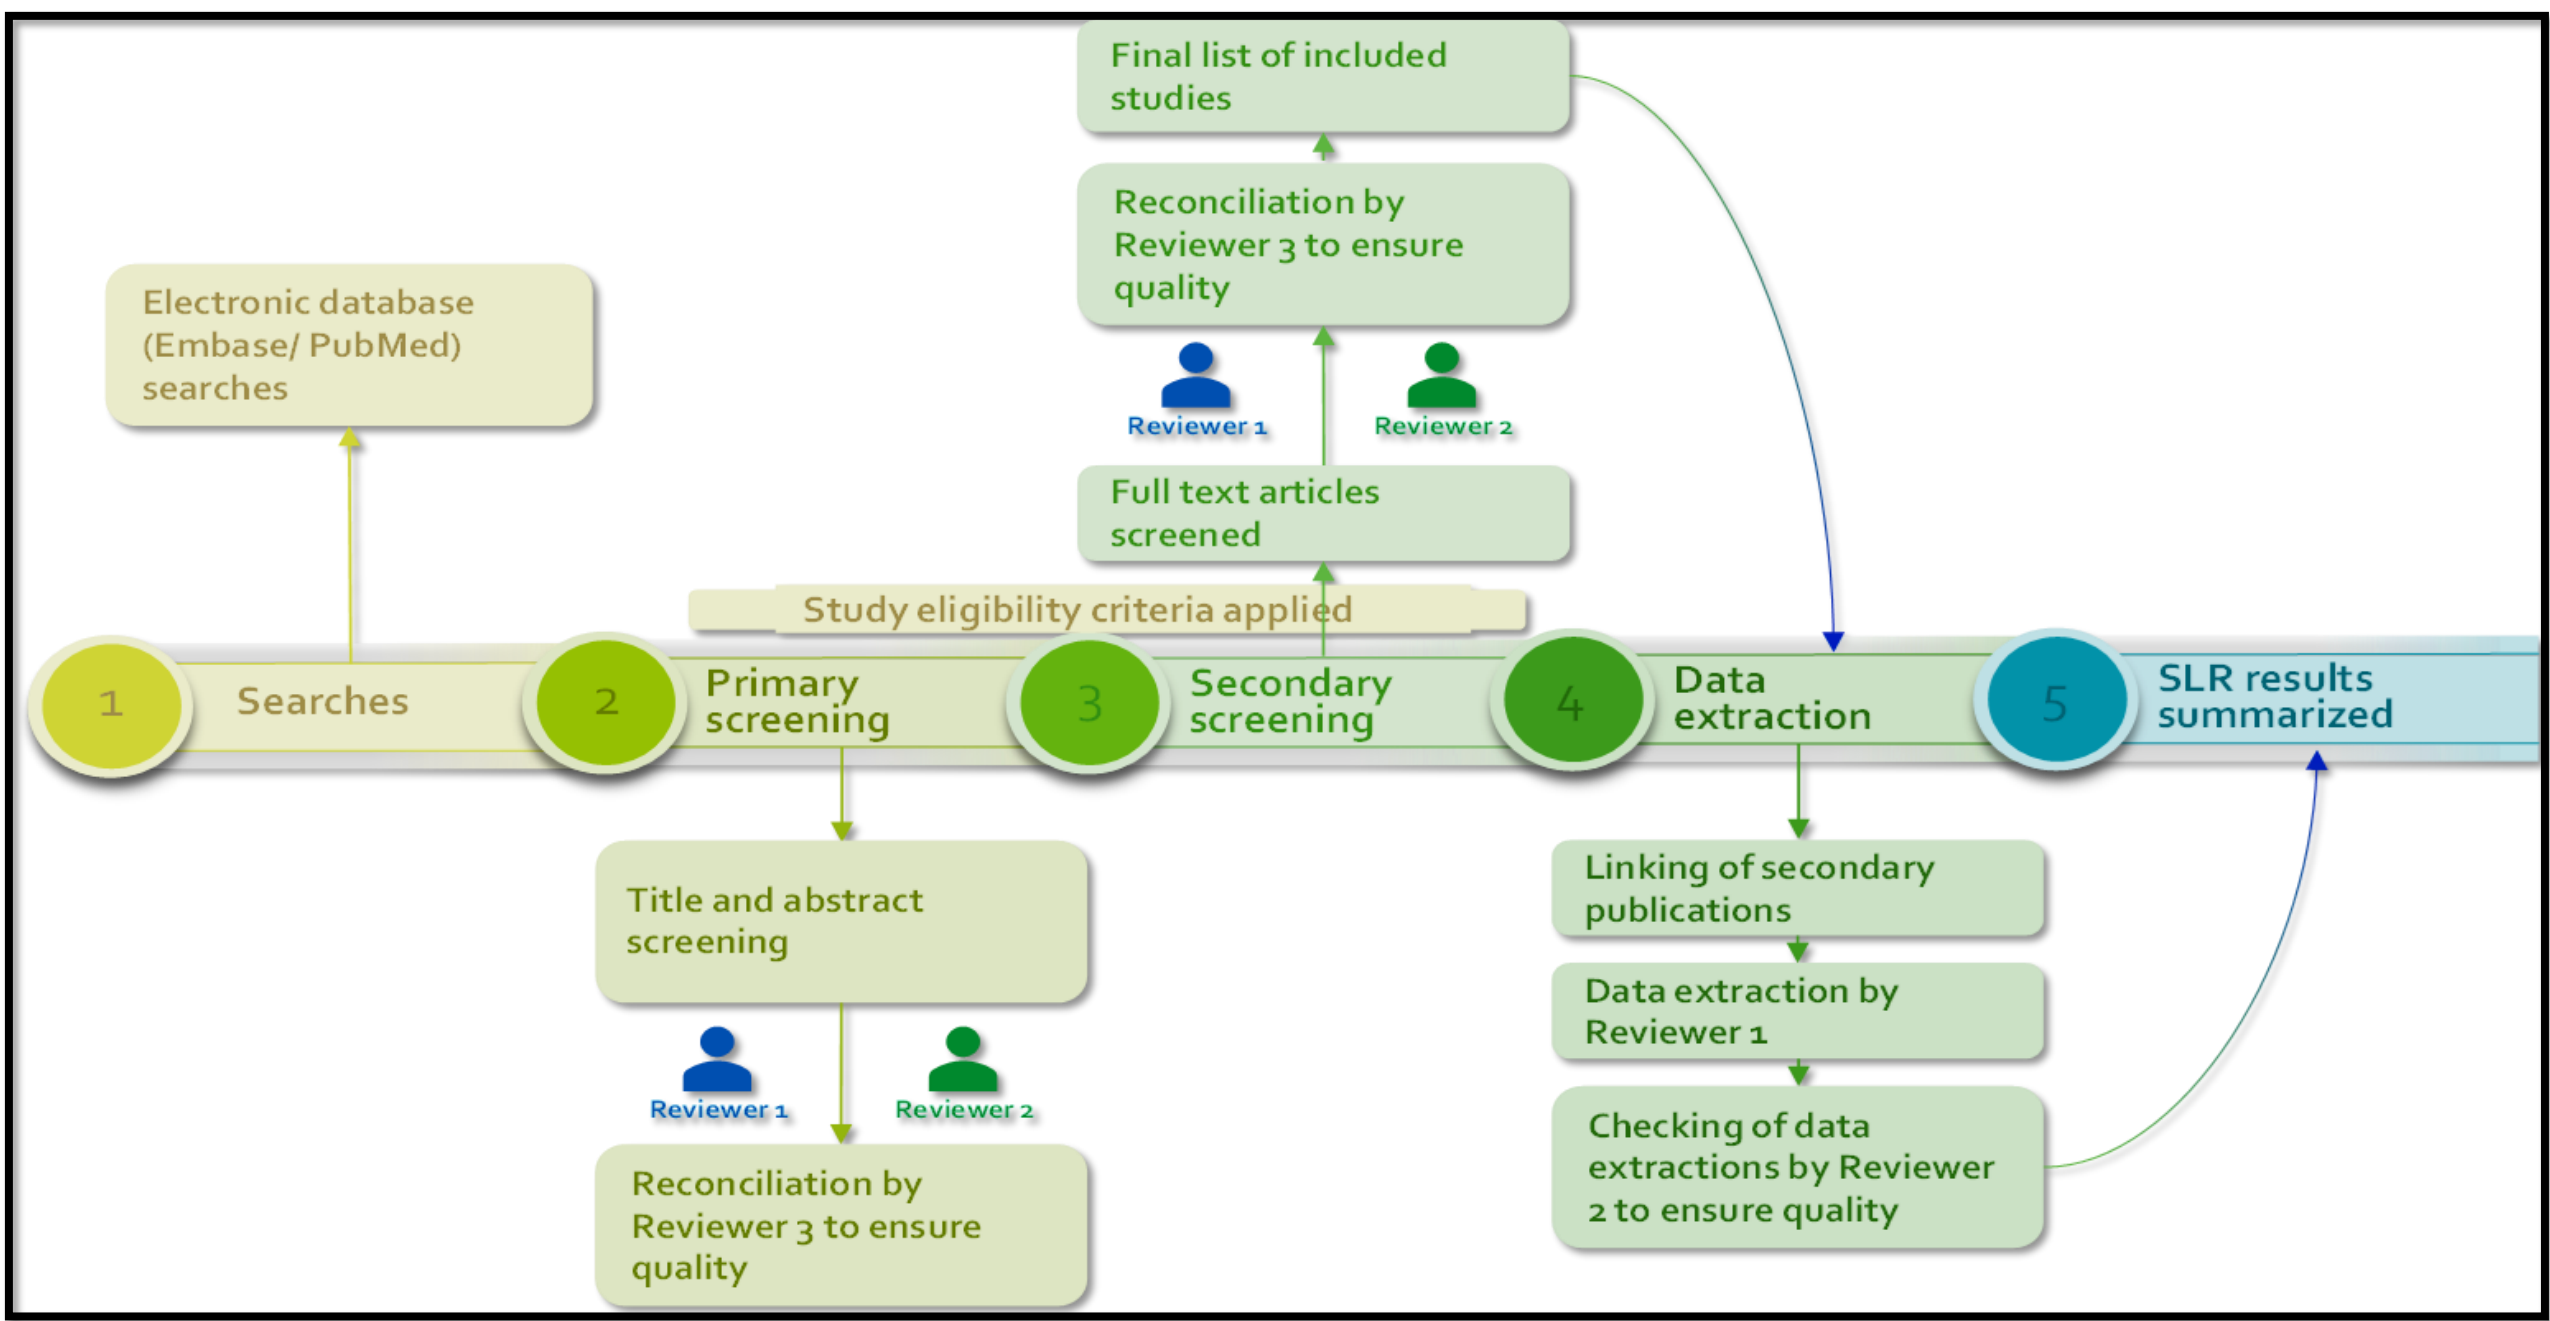 Final list of included
studies
Reconciliation by
Reviewer 3 to ensure
quality
Electronic database
(Embase/ PubMed)
searches
Reviewer 1
Reviewer 2
Full text articles
screened
Study eligibility criteria applied
1
Searches
2
Primary
screening
3
Secondary
screening
4
Data
extraction
5
SLR results
summarized
Title and abstract
screening
Reviewer 1
Reviewer 2
Reconciliation by
Reviewer 3 to ensure
quality
Linking of secondary
publications
Data extraction by
Reviewer 1
Checking of data
extractions by Reviewer
2 to ensure quality